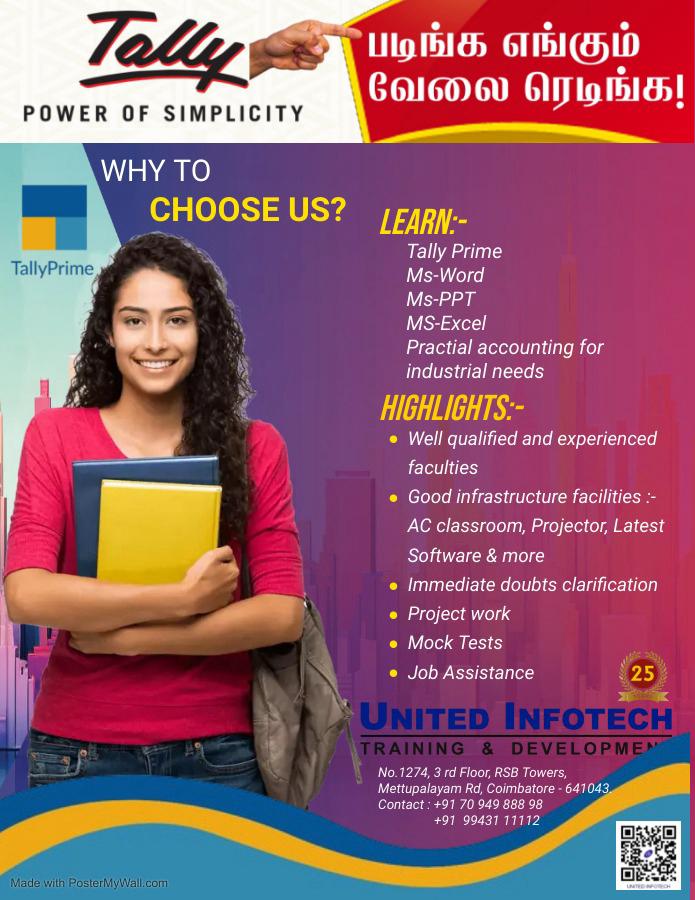 Tally
POWER OF SIMPLICITY
படிங்க எங்கும்
வேலை ரெடிங்க!
WHY TO
CHOOSE US?
TallyPrime
LEARN:-
Tally Prime
Ms-Word
Ms-PPT
MS-Excel
Practial accounting for
industrial needs
HIGHLIGHTS:-
Well qualified and experienced
faculties
Good infrastructure facilities :-
AC classroom, Projector, Latest
Software & more
Immediate doubts clarification
Project work
Mock Tests
Job Assistance
25
UNITED INFOTECH
TRAINING & DEVELOPMEN
No.1274, 3 rd Floor, RSB Towers,
Mettupalayam Rd, Coimbatore - 641043.
Contact : +91 70 949 888 98
+91 99431 11112
UNITED INFOTECH
Made with PosterMyWall.com